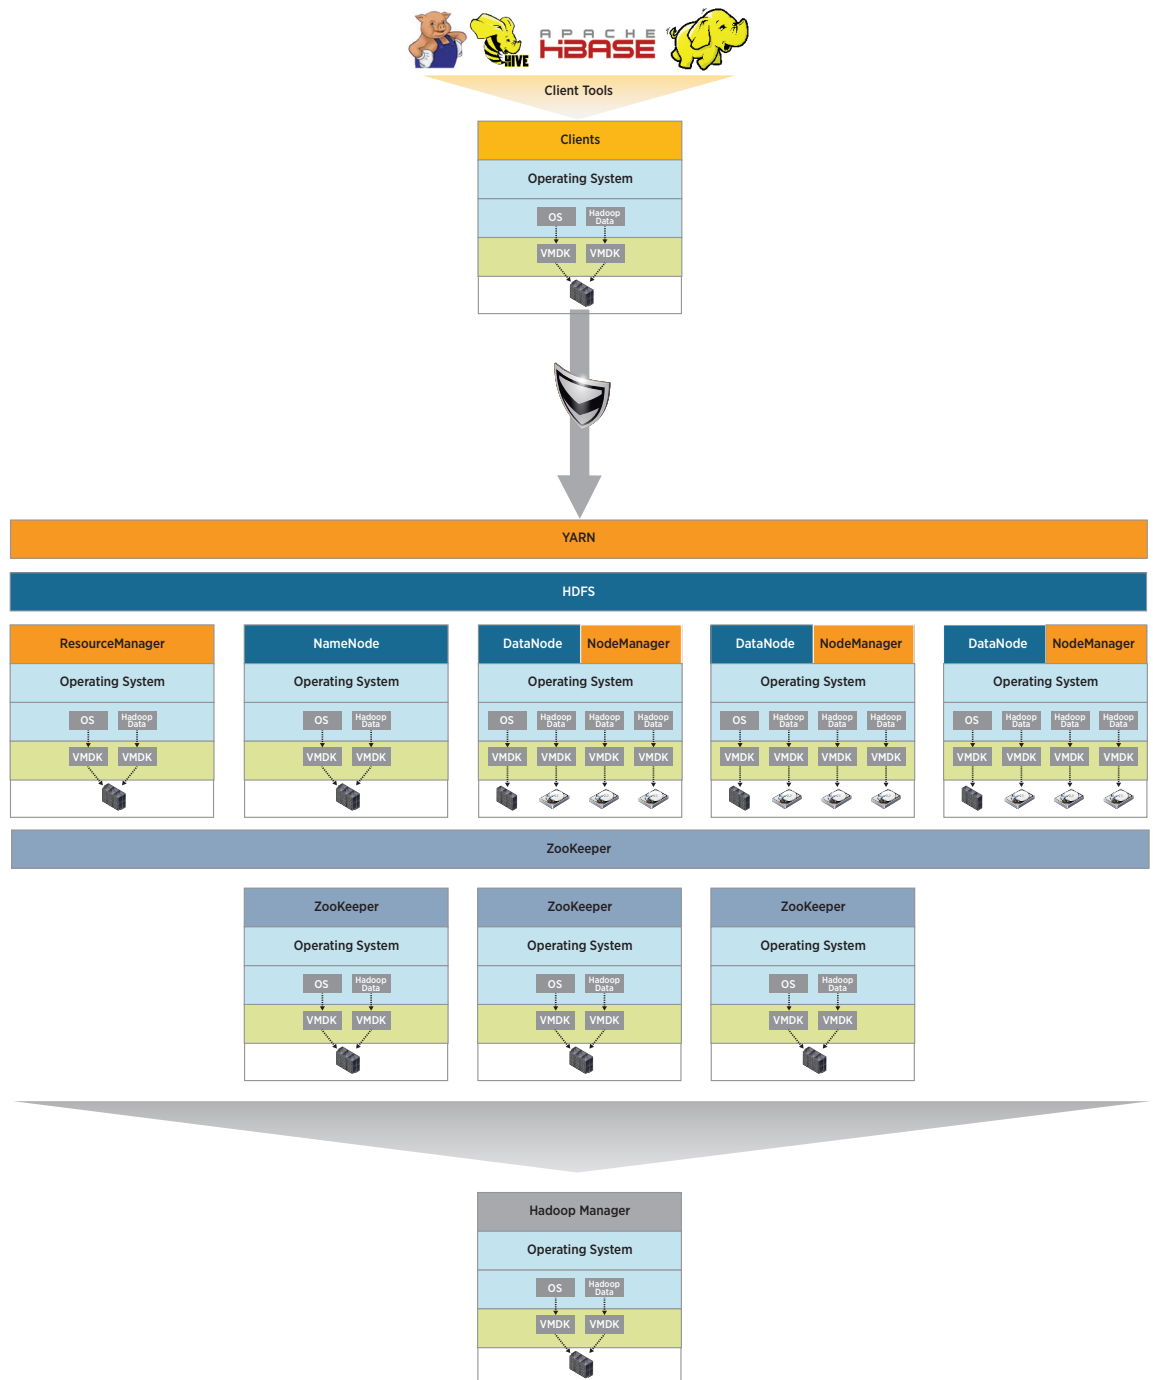 HIVE
APACHE
HBASE
Client Tools
Clients
Operating System
OS Hadoop Data
VMDK VMDK
YARN
HDFS
ResourceManager NameNode DataNode NodeManager DataNode NodeManager DataNode NodeManager
Operating System Operating System Operating System Operating System Operating System
OS Hadoop Data OS Hadoop Data OS Hadoop Data Hadoop Data Hadoop Data OS Hadoop Data Hadoop Data Hadoop Data OS Hadoop Data Hadoop Data Hadoop Data
VMDK VMDK VMDK VMDK VMDK VMDK VMDK VMDK VMDK VMDK VMDK VMDK VMDK VMDK VMDK VMDK
ZooKeeper
ZooKeeper ZooKeeper ZooKeeper
Operating System Operating System Operating System
OS Hadoop Data OS Hadoop Data OS Hadoop Data
VMDK VMDK VMDK VMDK VMDK VMDK
Hadoop Manager
Operating System
OS Hadoop Data
VMDK VMDK